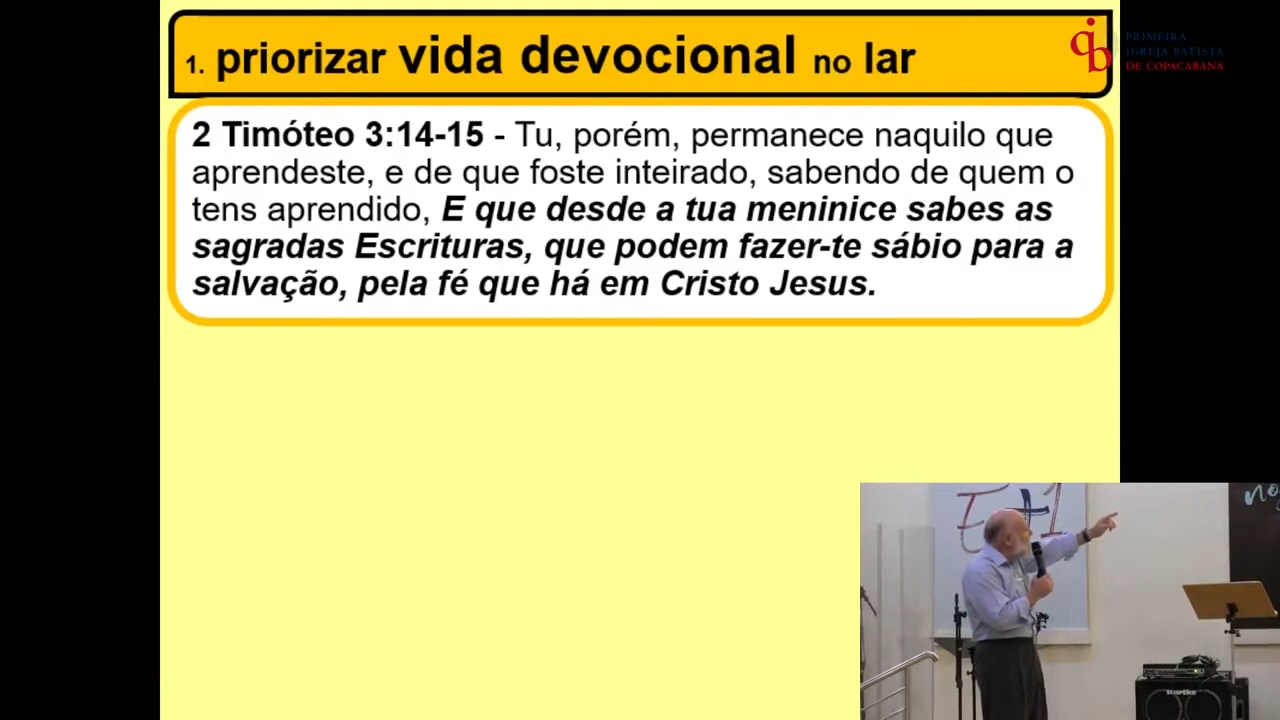 1. priorizar vida devocional no lar
PRIMEIRA
IGREJA BATISTA
DE COPACABANA
2 Timóteo 3:14-15 - Tu, porém, permanece naquilo que
aprendeste, e de que foste inteirado, sabendo de quem o
tens aprendido, E que desde a tua meninice sabes as
sagradas Escrituras, que podem fazer-te sábio para a
salvação, pela fé que há em Cristo Jesus.
Hartke